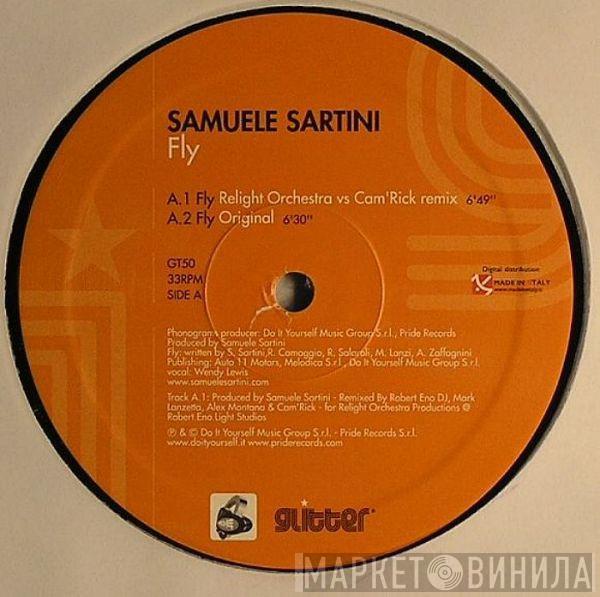 SAMUELE SARTINI
Fly
A.1 Fly Relight Orchestra vs Cam'Rick remix 6'49"
A.2 Fly Original 6'30"
GT50
33RPM
SIDE A
Digital distribution
MADE IN ITALY
Phonogram producer: Do It Yourself Music Group S.r.l., Pride Records
Produced by Samuele Sartini
Fly: written by S. Sartini, R. Camaggio, R. Salcuoli, M. Lanzi, A. Zaffognini
Publishing: Auto 11 Motors, Melodica S.r.l., Do It Yourself Music Group S.r.l.
vocal: Wendy Lewis
www.samuelesartini.com
Track A.1: Produced by Samuele Sartini - Remixed By Robert Eno DJ, Mark
Lanzetta, Alex Montana & Cam'Rick - for Relight Orchestra Productions @
Robert Eno Light Studios
℗ & © Do It Yourself Music Group S.r.l. - Pride Records S.r.l.
www.doityourself.it www.priderecords.com
glitter
МАРКЕТ ВИНИЛА